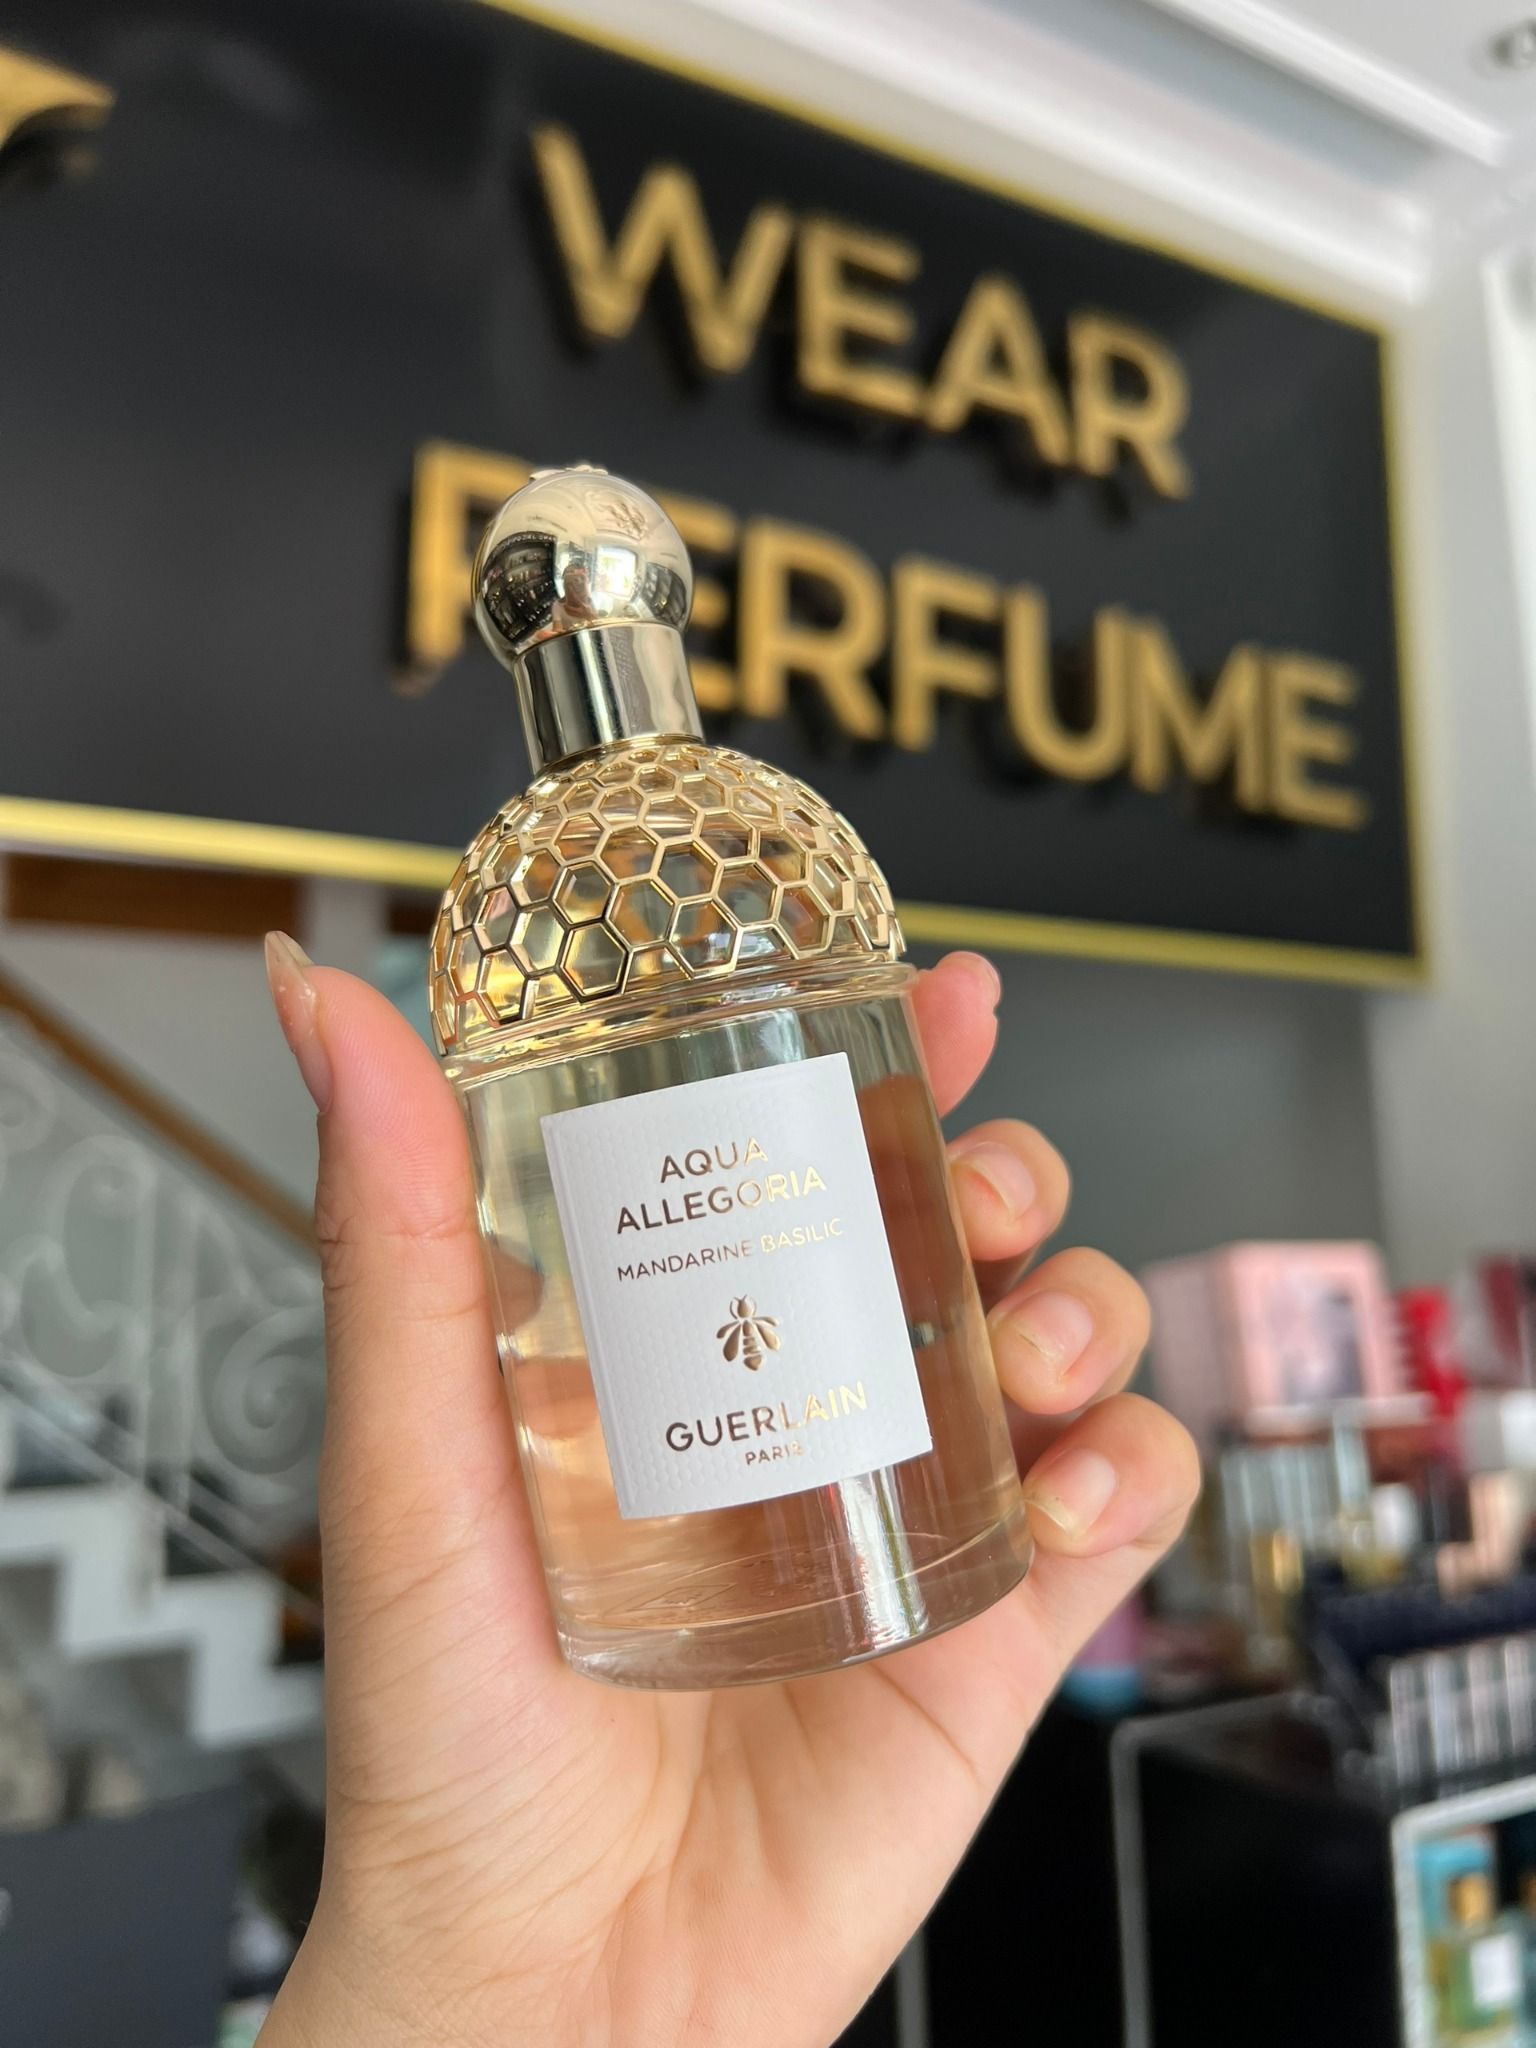 WEAR
PERFUME
AQUA
ALLEGORIA
MANDARINE BASILIC
GUERLAIN
PARIS